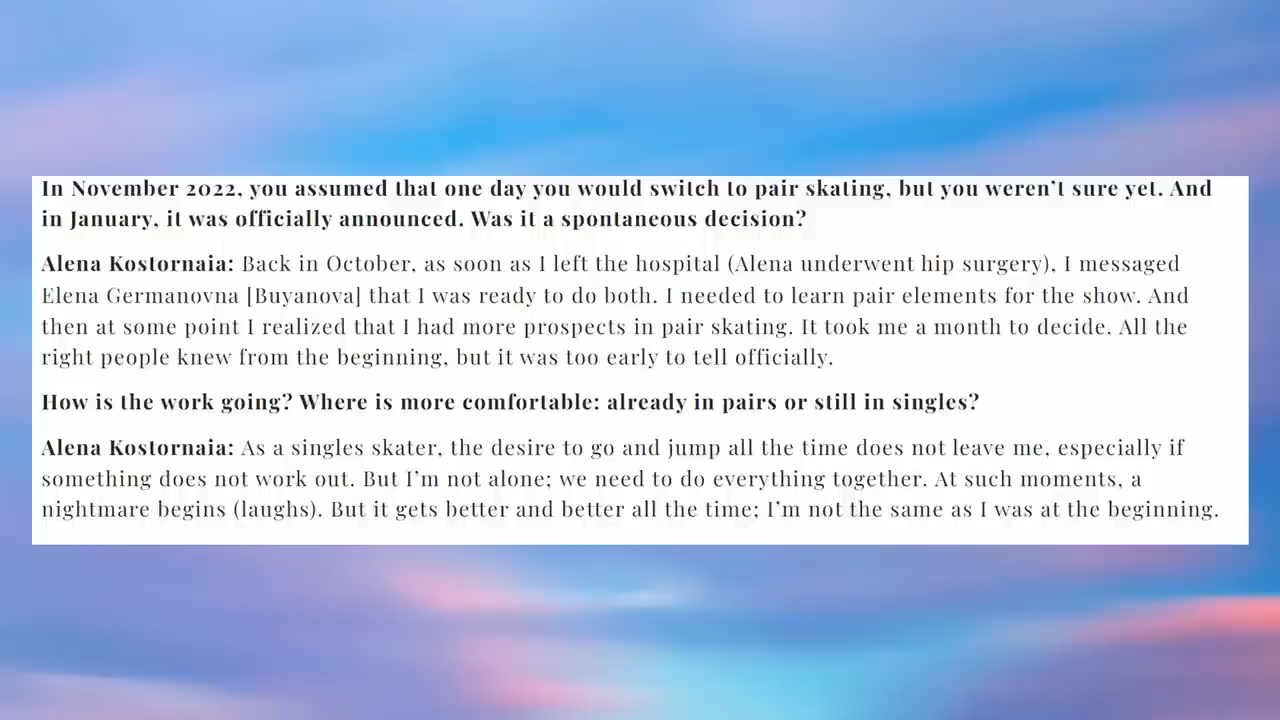 In November 2022, you assumed that one day you would switch to pair skating, but you weren’t sure yet. And
in January, it was officially announced. Was it a spontaneous decision?
Alena Kostornaia: Back in October, as soon as I left the hospital (Alena underwent hip surgery), I messaged
Elena Germanovna [Buyanova] that I was ready to do both. I needed to learn pair elements for the show. And
then at some point I realized that I had more prospects in pair skating. It took me a month to decide. All the
right people knew from the beginning, but it was too early to tell officially.
How is the work going? Where is more comfortable: already in pairs or still in singles?
Alena Kostornaia: As a singles skater, the desire to go and jump all the time does not leave me, especially if
something does not work out. But I’m not alone; we need to do everything together. At such moments, a
nightmare begins (laughs). But it gets better and better all the time; I’m not the same as I was at the beginning.